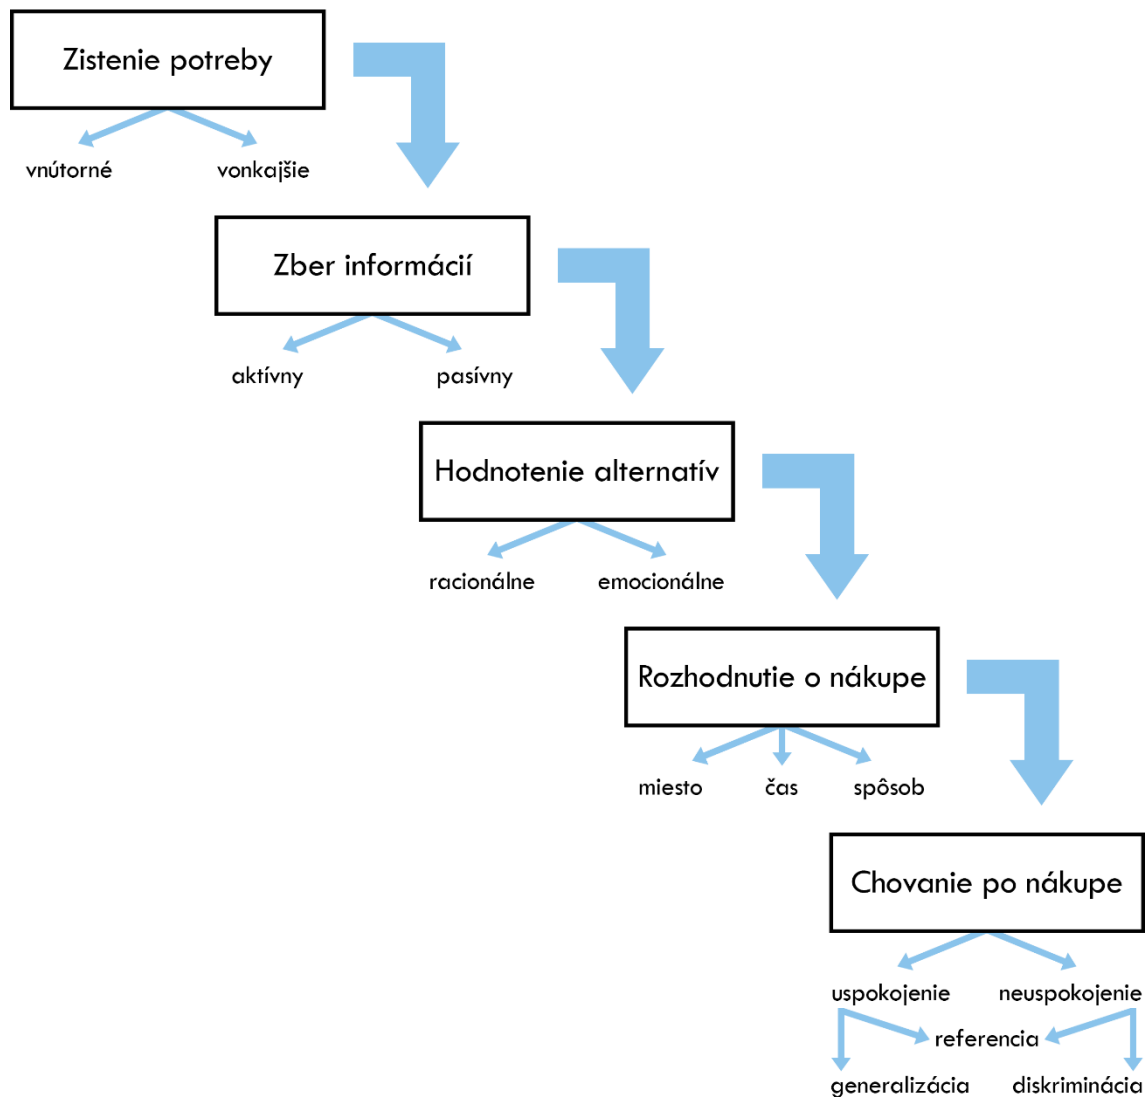 Zistenie potreby
vnútorné vonkajšie
Zber informácií
aktívny pasívny
Hodnotenie alternatív
racionálne emocionálne
Rozhodnutie o nákupe
miesto čas spôsob
Chovanie po nákupe
uspokojenie neuspokojenie
referencia
generalizácia diskriminácia